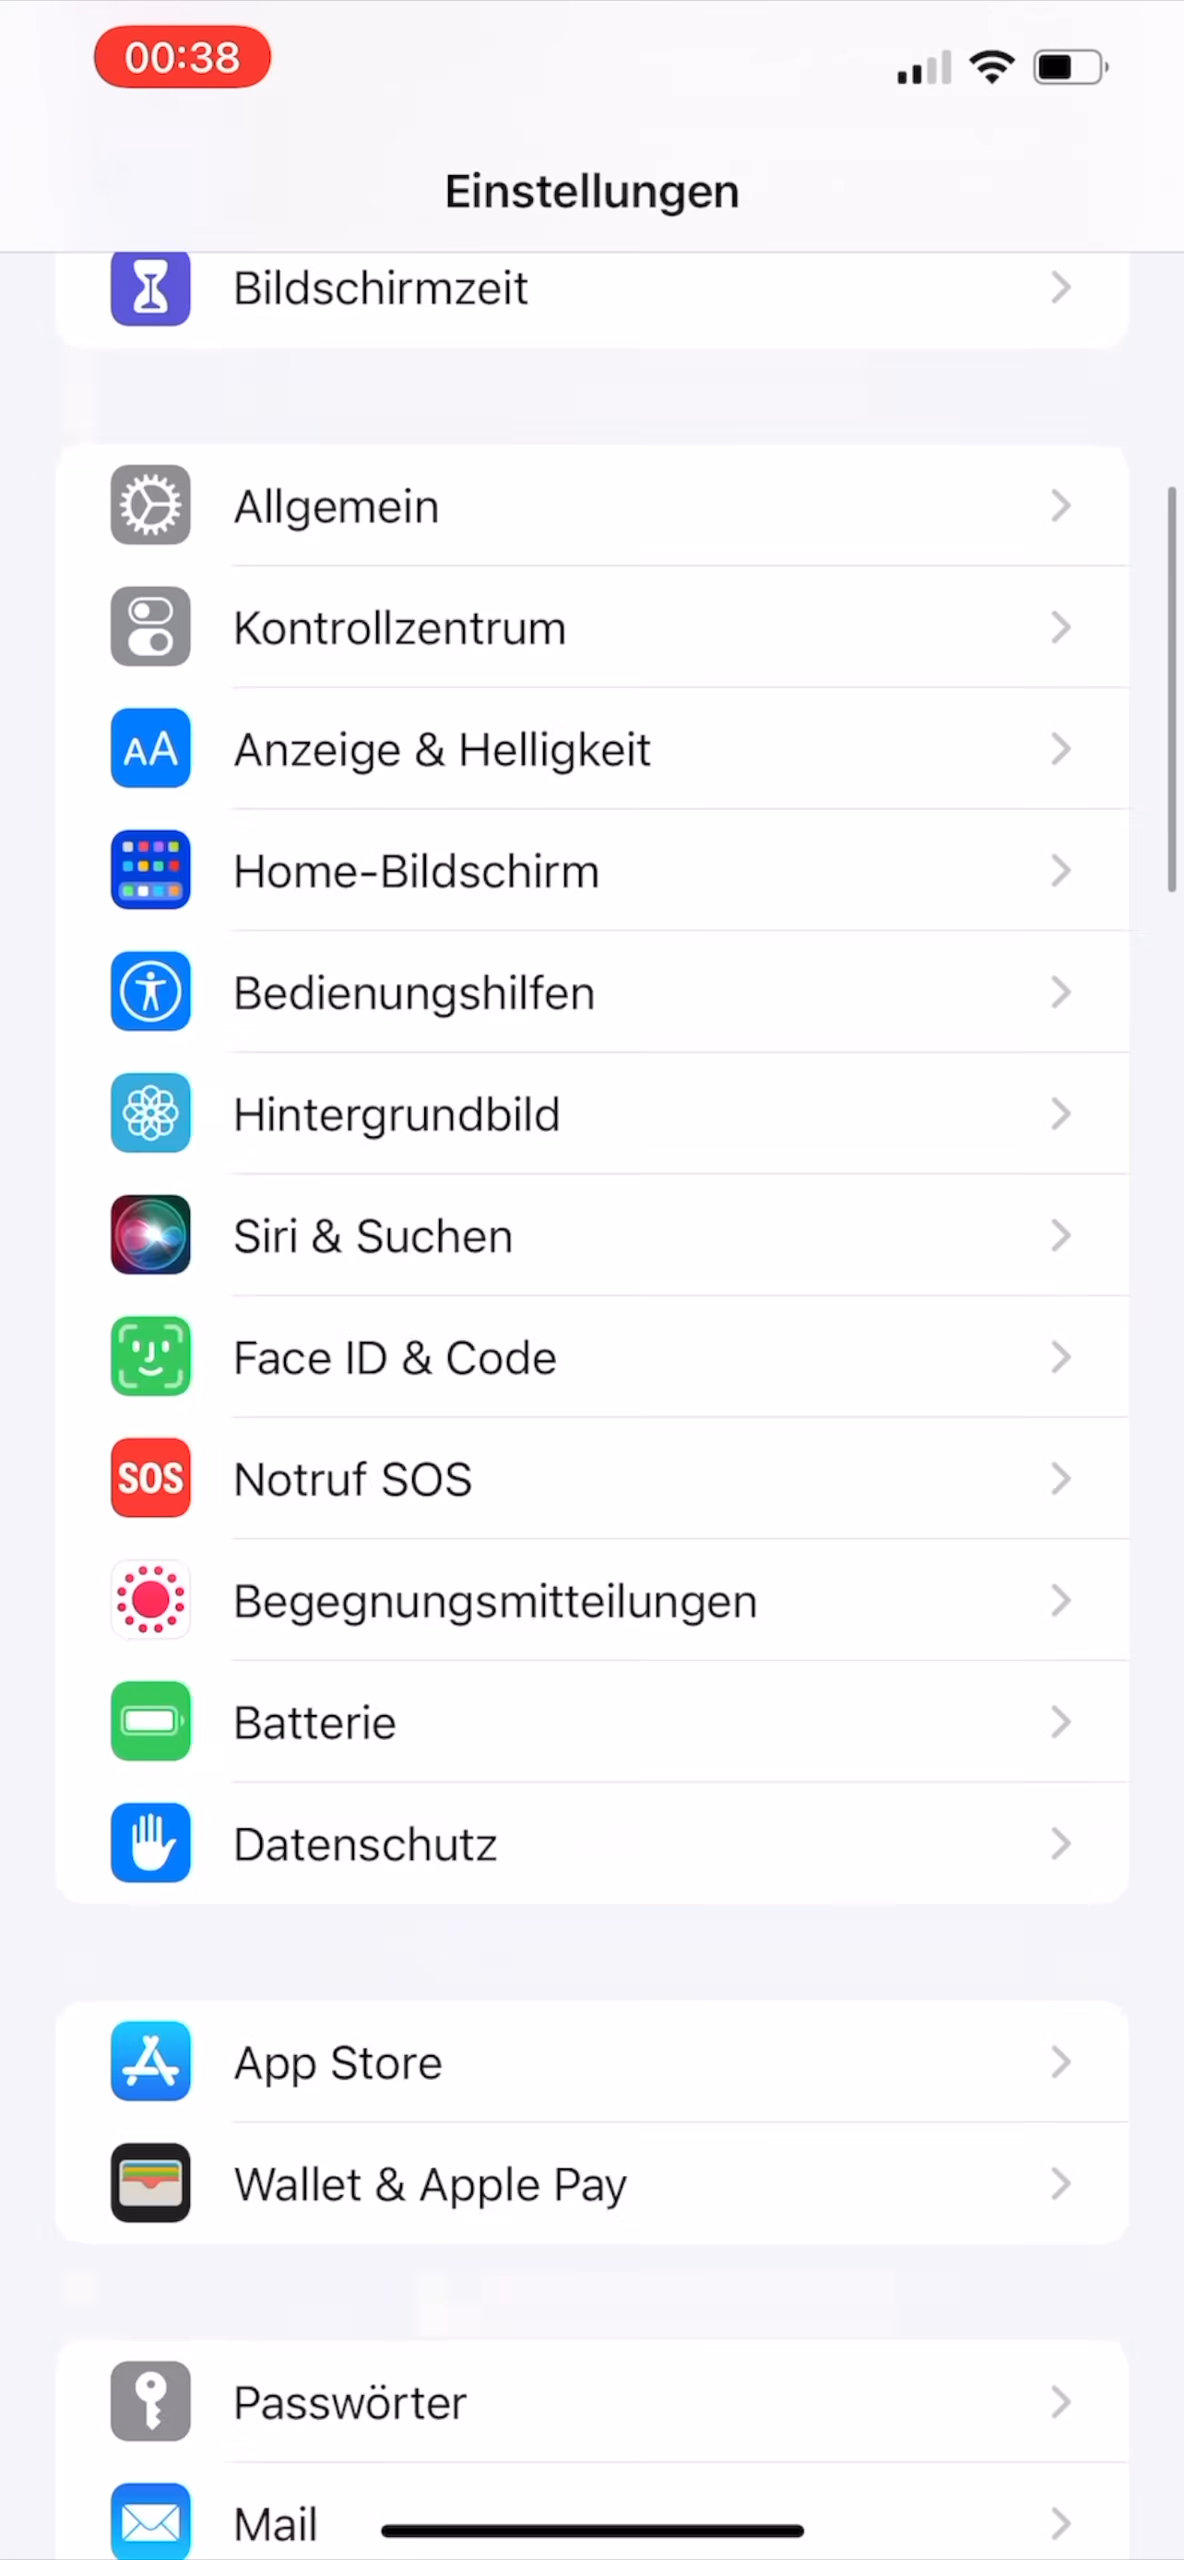 00:38
Einstellungen
Bildschirmzeit
Allgemein
Kontrollzentrum
AA Anzeige & Helligkeit
Home-Bildschirm
Bedienungshilfen
Hintergrundbild
Siri & Suchen
Face ID & Code
SOS Notruf SOS
Begegnungsmitteilungen
Batterie
Datenschutz
App Store
Wallet & Apple Pay
Passwörter
Mail